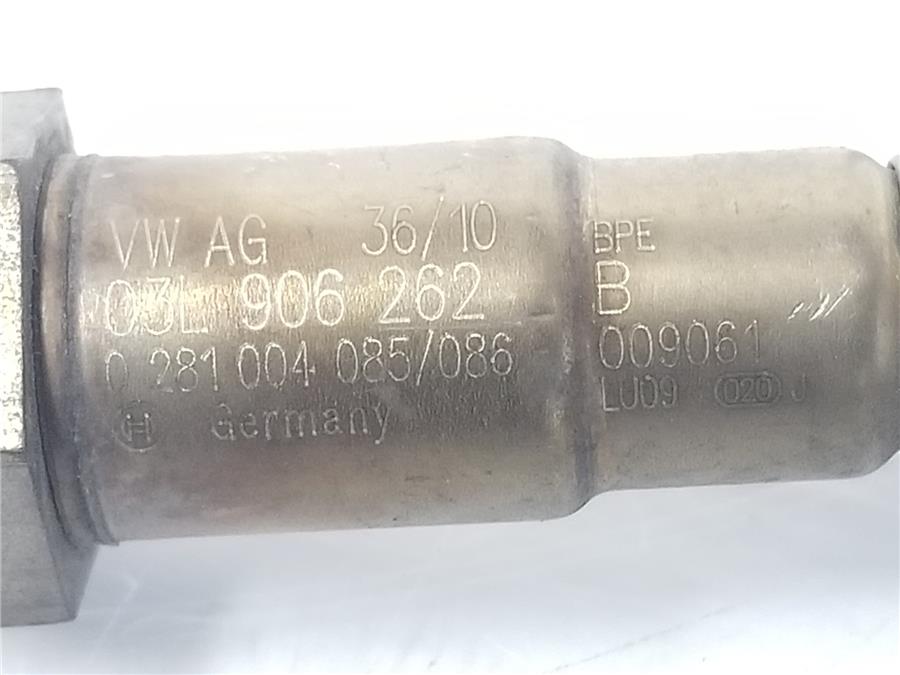 VW AG 36/10
03L 906 262
0 281 004 085/086
Germany
BPE
B
009061
LU09 020 J